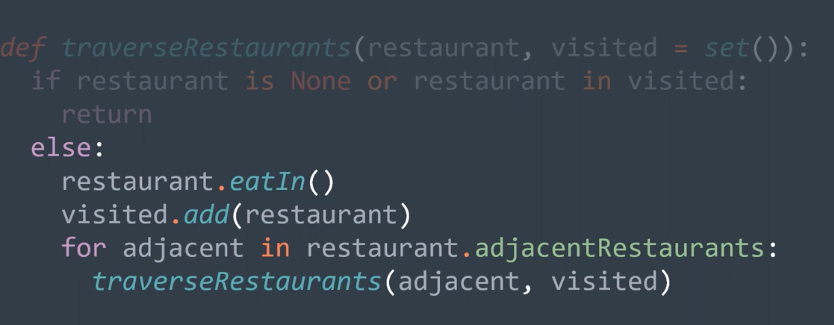 def traverseRestaurants(restaurant, visited = set()):
  if restaurant is None or restaurant in visited:
    return
  else:
    restaurant.eatIn()
    visited.add(restaurant)
    for adjacent in restaurant.adjacentRestaurants:
      traverseRestaurants(adjacent, visited)